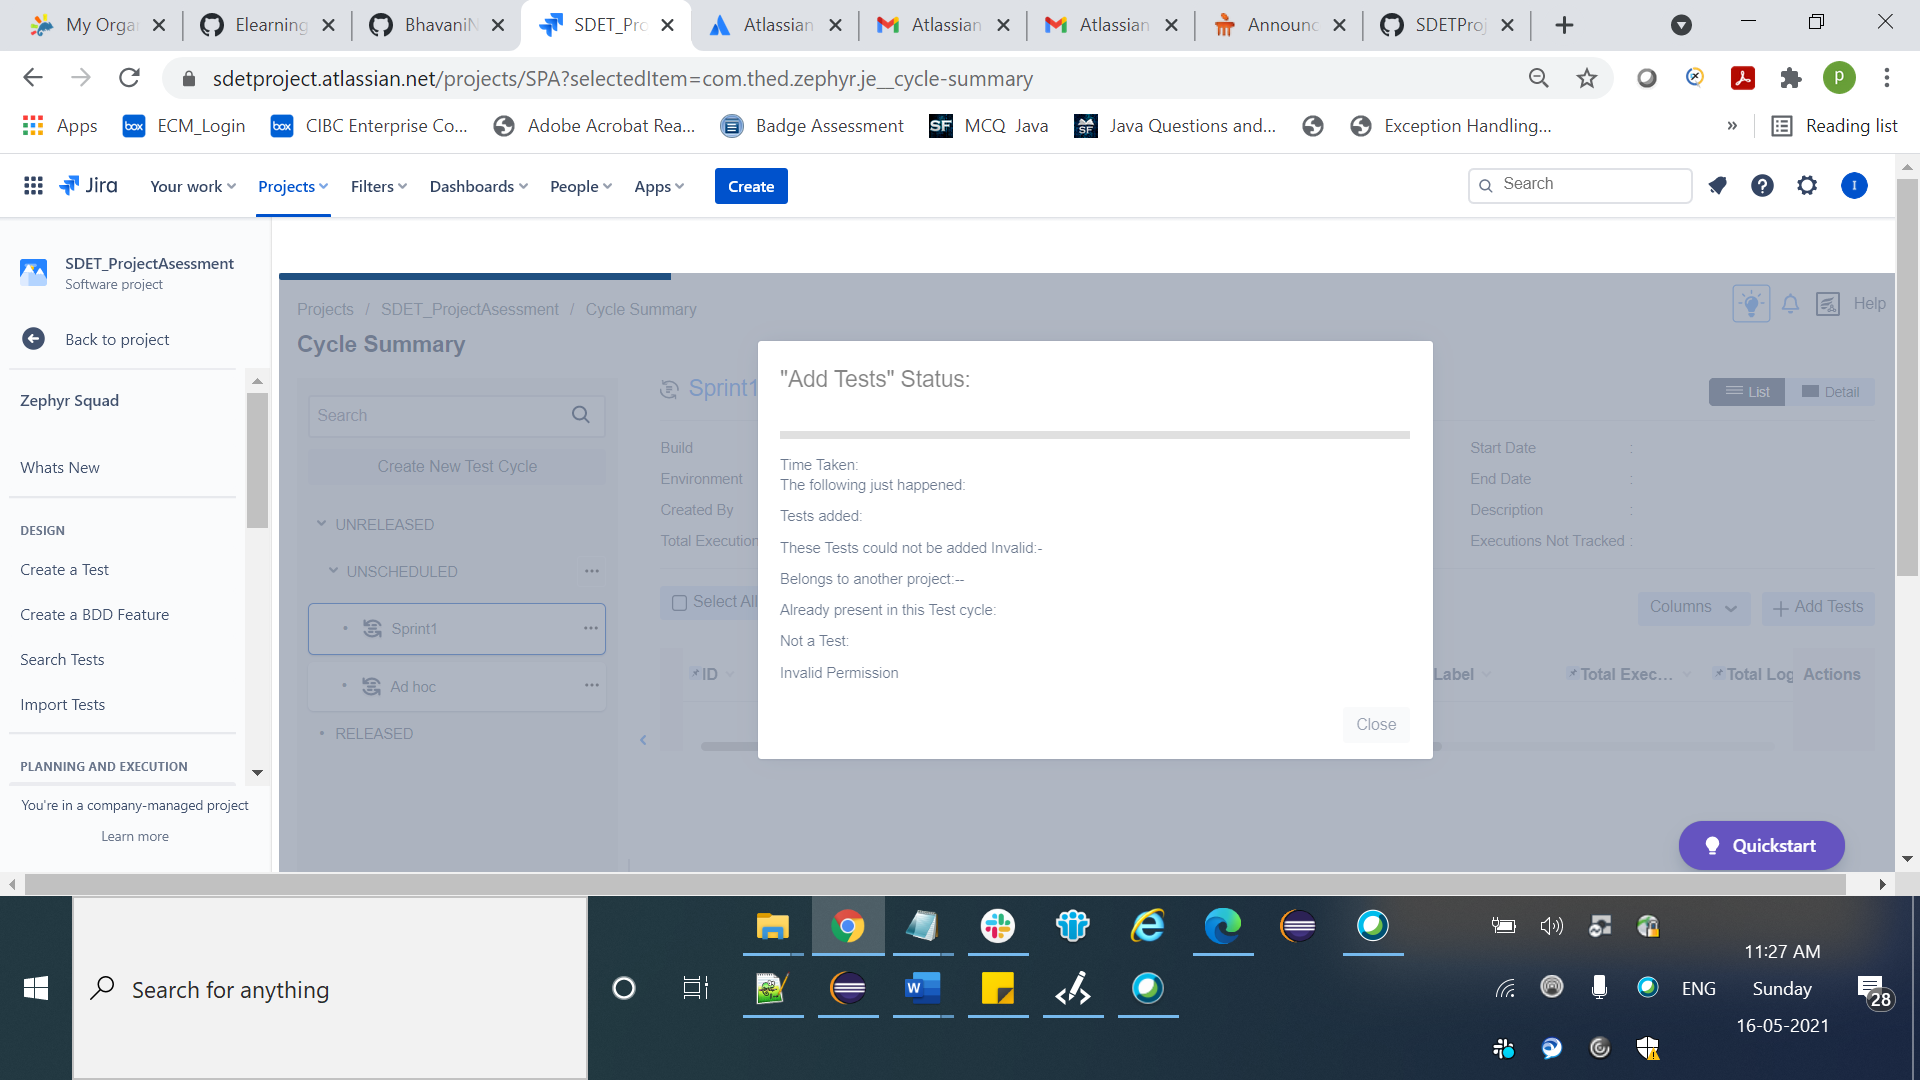 My Orga
Elearning
BhavaniN
SDET_Pro
Atlassian
Atlassian
Atlassian
Announc
SDETProj
sdetproject.atlassian.net/projects/SPA?selectedItem=com.thed.zephyr.je__cycle-summary
p
Apps
box ECM_Login
box CIBC Enterprise Co...
Adobe Acrobat Rea...
Badge Assessment
SF MCQ Java
SF Java Questions and...
Exception Handling...
»
Reading list
Jira
Your work
Projects
Filters
Dashboards
People
Apps
Create
Search
I
SDET_ProjectAsessment
Software project
Back to project
Zephyr Squad
Whats New
DESIGN
Create a Test
Create a BDD Feature
Search Tests
Import Tests
PLANNING AND EXECUTION
You're in a company-managed project
Learn more
Projects / SDET_ProjectAsessment / Cycle Summary
Help
Cycle Summary
Search
Create New Test Cycle
UNRELEASED
UNSCHEDULED
Sprint1
Ad hoc
RELEASED
Sprint1
List
Detail
Build
Environment
Created By
Total Execution
Start Date :
End Date :
Description :
Executions Not Tracked :
Select All
Columns
+ Add Tests
ID
Label
Total Exec...
Total Log
Actions
"Add Tests" Status:
Time Taken:
The following just happened:
Tests added:
These Tests could not be added Invalid:-
Belongs to another project:--
Already present in this Test cycle:
Not a Test:
Invalid Permission
Close
Quickstart
Search for anything
ENG
11:27 AM
Sunday
16-05-2021
28